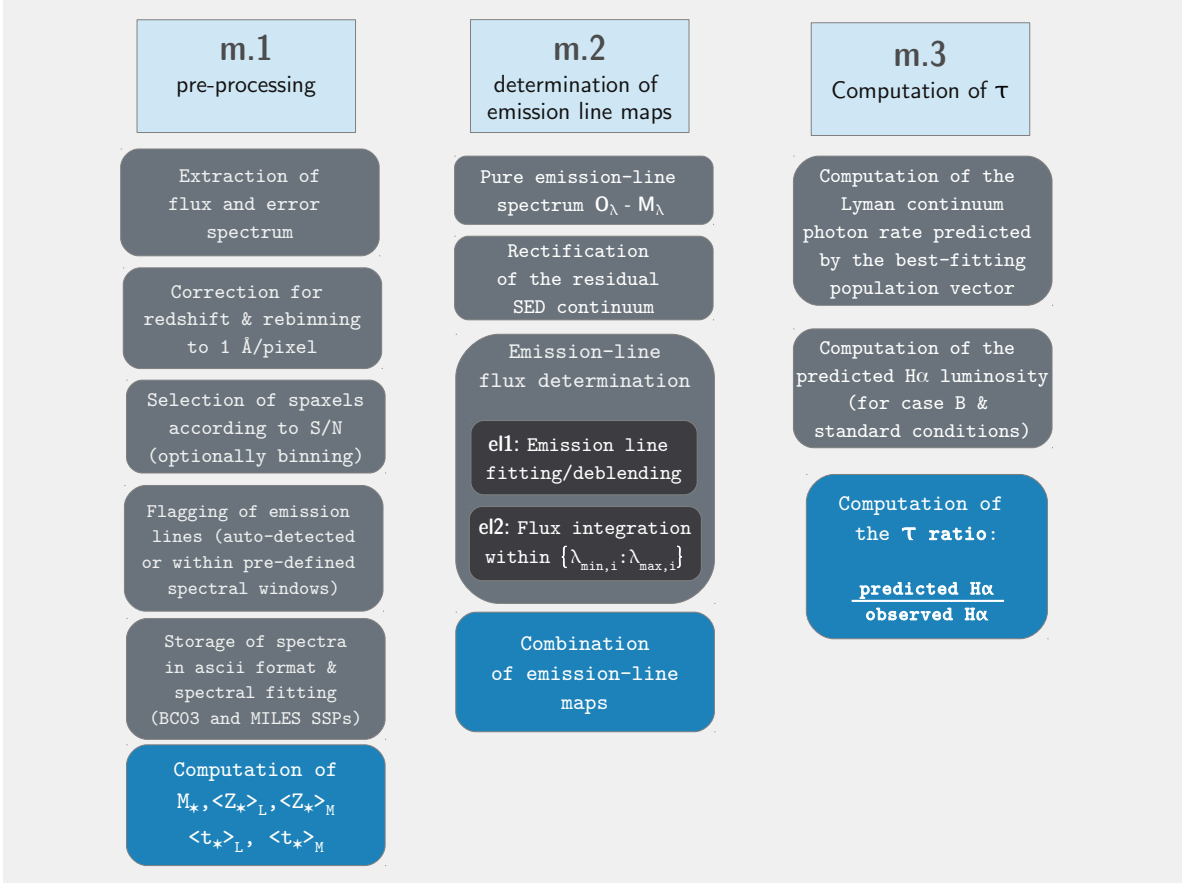 m.1
pre-processing
Extraction of
flux and error
spectrum
Correction for
redshift & rebinning
to 1 Å/pixel
Selection of spaxels
according to S/N
(optionally binning)
Flagging of emission
lines (auto-detected
or within pre-defined
spectral windows)
Storage of spectra
in ascii format &
spectral fitting
(BC03 and MILES SSPs)
Computation of
M★,<Z★>L,<Z★>M
<t★>L, <t★>M
m.2
determination of
emission line maps
Pure emission-line
spectrum Oλ - Mλ
Rectification
of the residual
SED continuum
Emission-line
flux determination
el1: Emission line
fitting/deblending
el2: Flux integration
within {λmin,i:λmax,i}
Combination
of emission-line
maps
m.3
Computation of τ
Computation of the
Lyman continuum
photon rate predicted
by the best-fitting
population vector
Computation of the
predicted Hα luminosity
(for case B &
standard conditions)
Computation of
the τ ratio:
predicted Hα
observed Hα